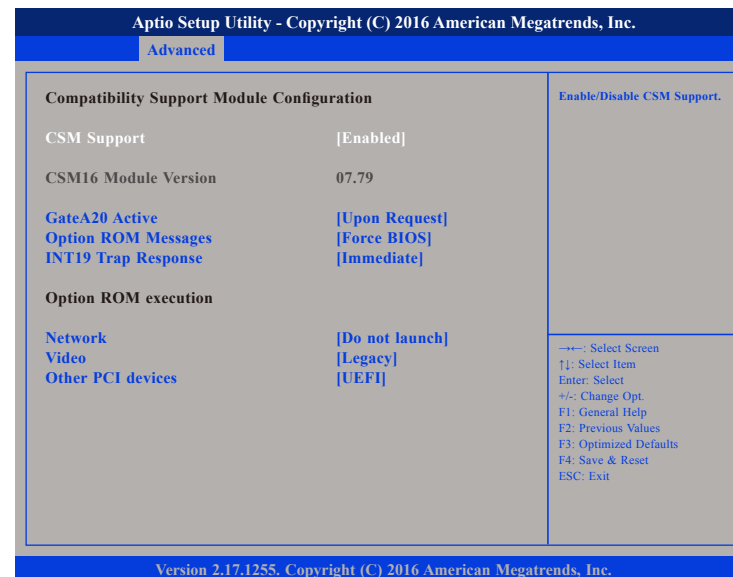 Aptio Setup Utility - Copyright (C) 2016 American Megatrends, Inc.
Advanced
Compatibility Support Module Configuration
CSM Support [Enabled]
CSM16 Module Version 07.79
GateA20 Active [Upon Request]
Option ROM Messages [Force BIOS]
INT19 Trap Response [Immediate]
Option ROM execution
Network [Do not launch]
Video [Legacy]
Other PCI devices [UEFI]
Enable/Disable CSM Support.
→←: Select Screen
↑↓: Select Item
Enter: Select
+/-: Change Opt.
F1: General Help
F2: Previous Values
F3: Optimized Defaults
F4: Save & Reset
ESC: Exit
Version 2.17.1255. Copyright (C) 2016 American Megatrends, Inc.